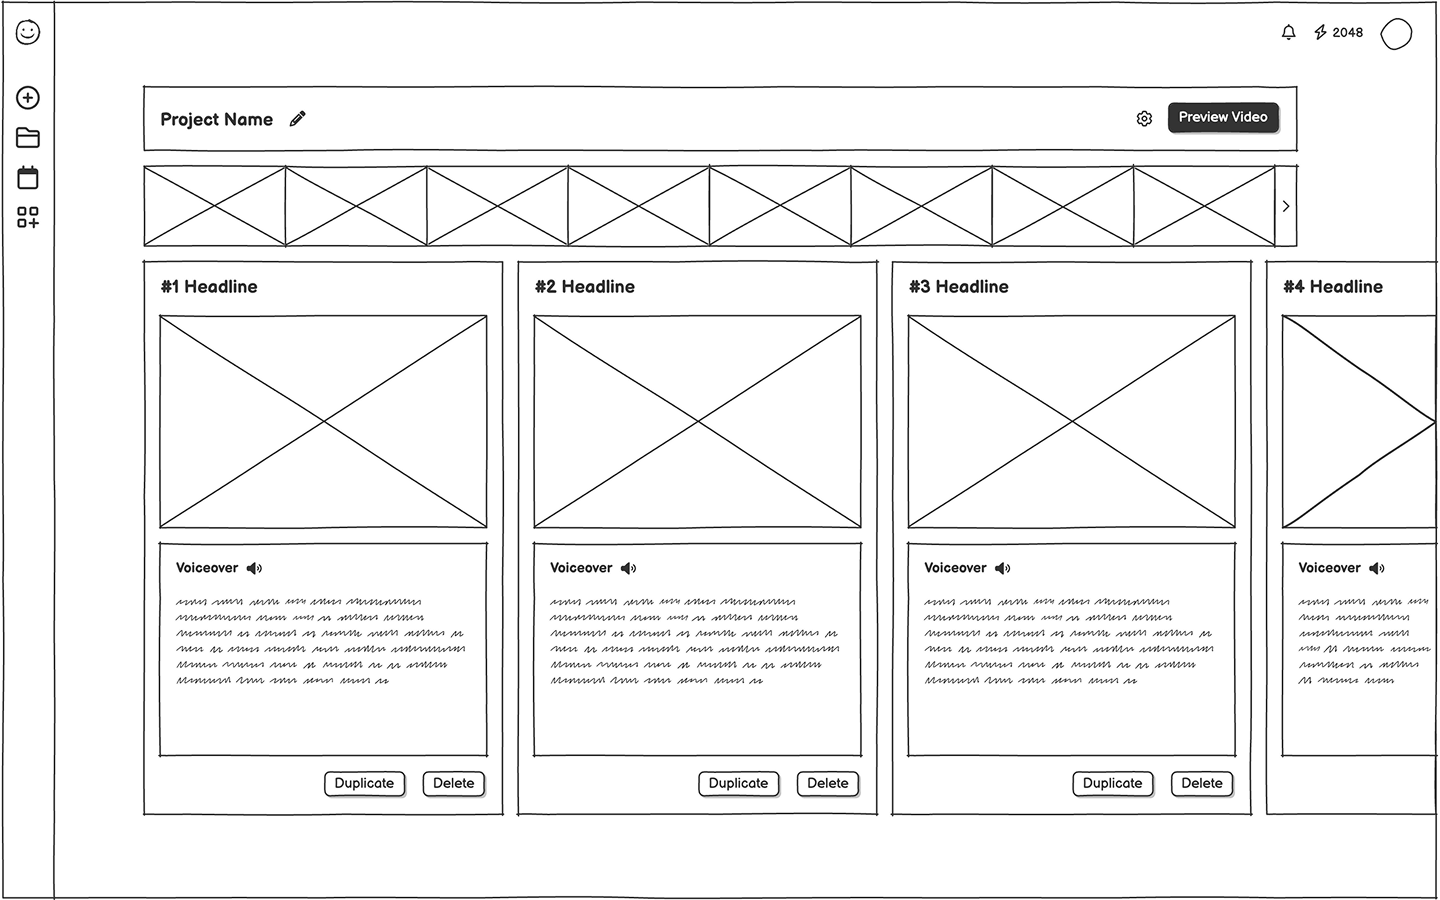 2048
Project Name
Preview Video
#1 Headline
#2 Headline
#3 Headline
#4 Headline
Voiceover
Voiceover
Voiceover
Voiceover
Duplicate
Delete
Duplicate
Delete
Duplicate
Delete